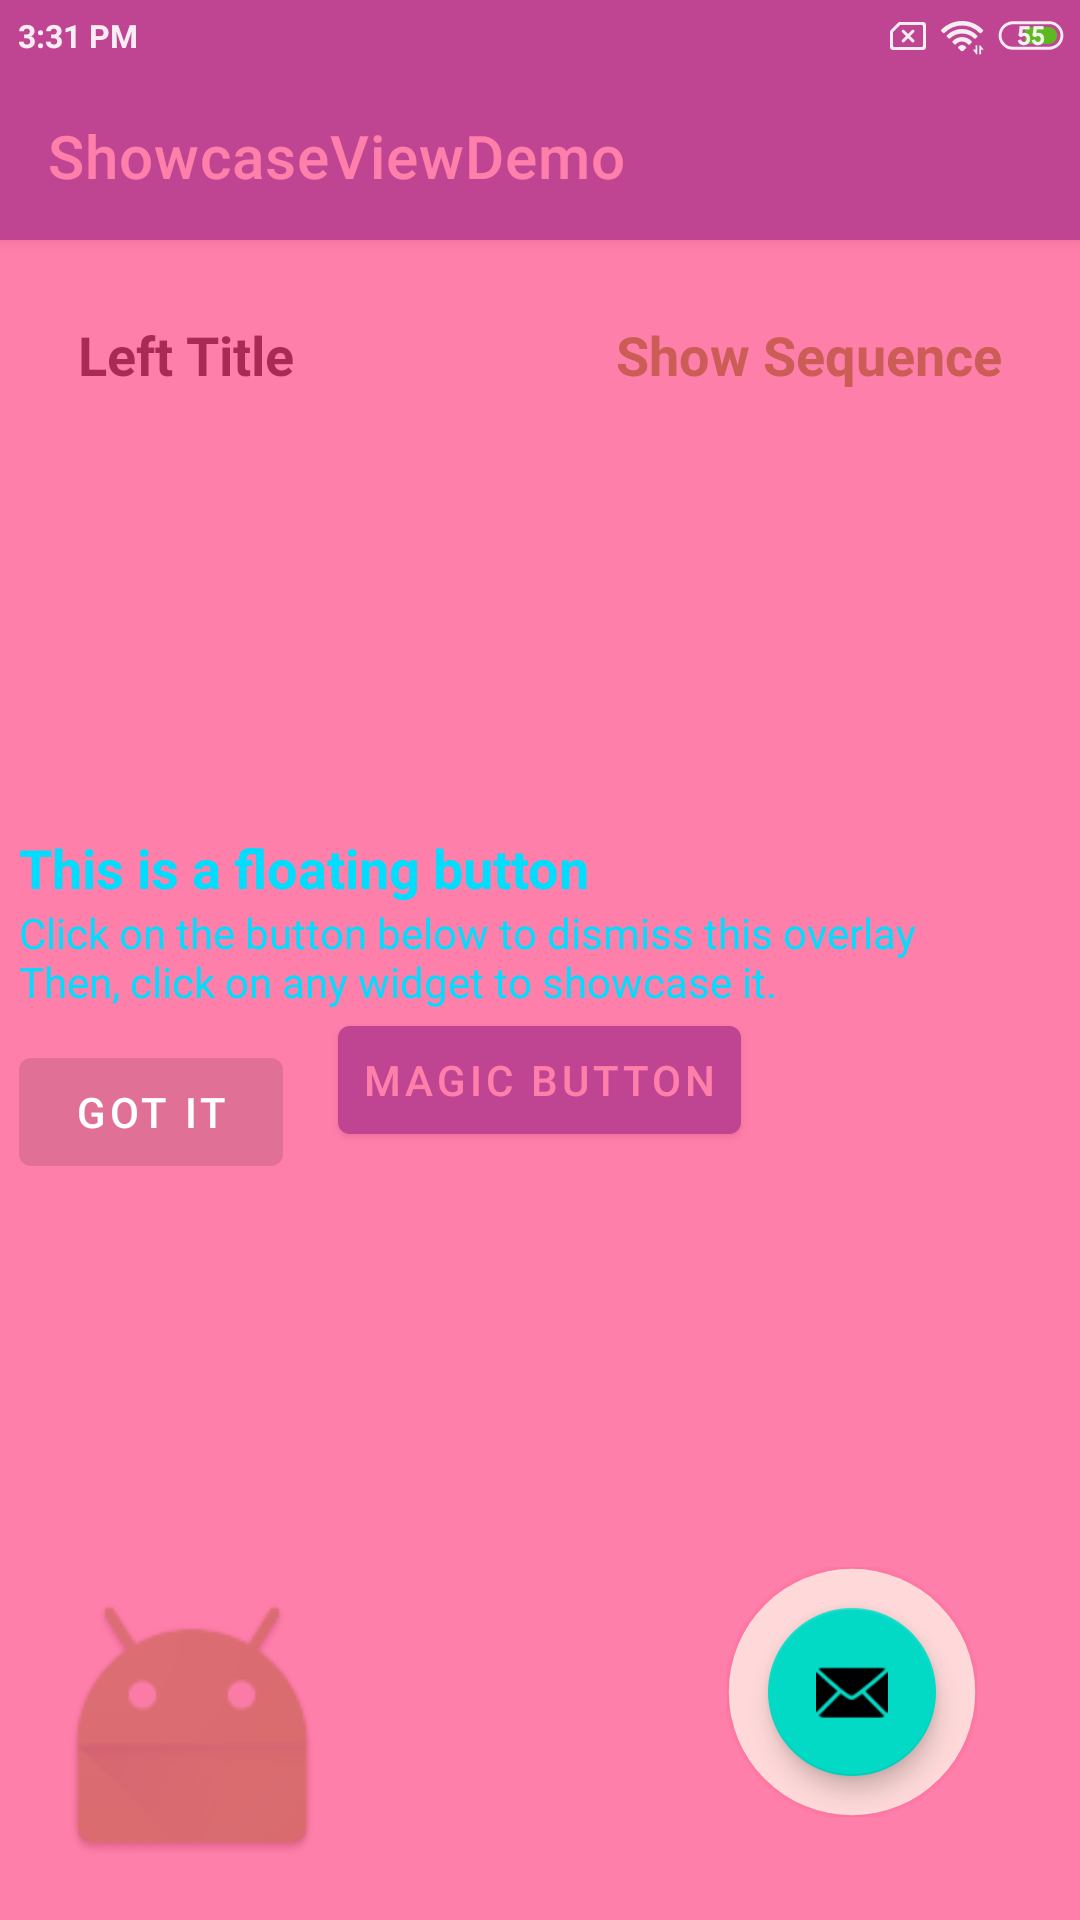 3:31 PM
55
ShowcaseViewDemo
Left Title
Show Sequence
This is a floating button
Click on the button below to dismiss this overlay
Then, click on any widget to showcase it.
MAGIC BUTTON
GOT IT